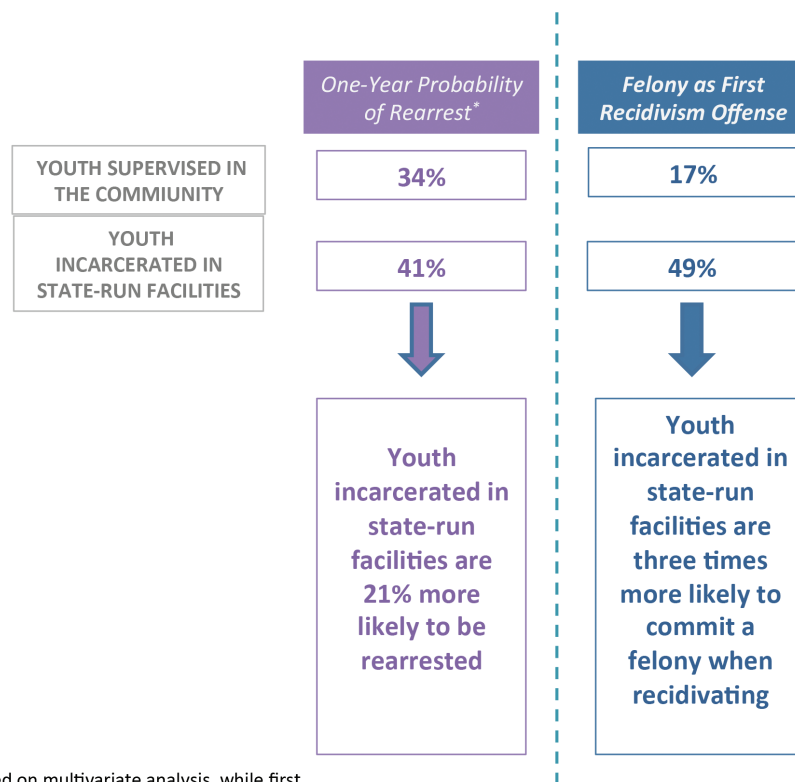 One-Year Probability
of Rearrest*
Felony as First
Recidivism Offense
YOUTH SUPERVISED IN
THE COMMIUNITY
34%
17%
YOUTH
INCARCERATED IN
STATE-RUN FACILITIES
41%
49%
Youth
incarcerated in
state-run
facilities are
21% more
likely to be
rearrested
Youth
incarcerated in
state-run
facilities are
three times
more likely to
commit a
felony when
recidivating
on multivariate analysis, while first